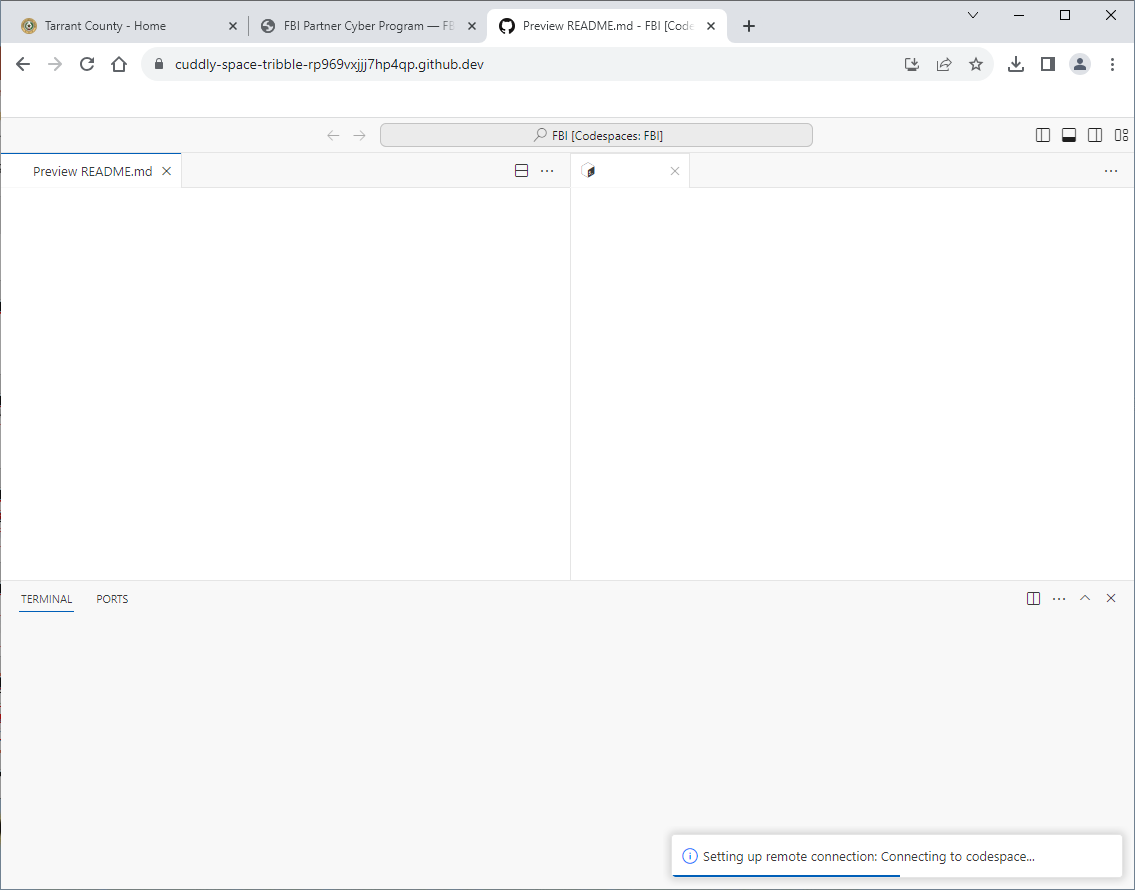 Tarrant County - Home
FBI Partner Cyber Program — FB
Preview README.md - FBI [Code
cuddly-space-tribble-rp969vxjjj7hp4qp.github.dev
FBI [Codespaces: FBI]
Preview README.md
TERMINAL
PORTS
Setting up remote connection: Connecting to codespace...